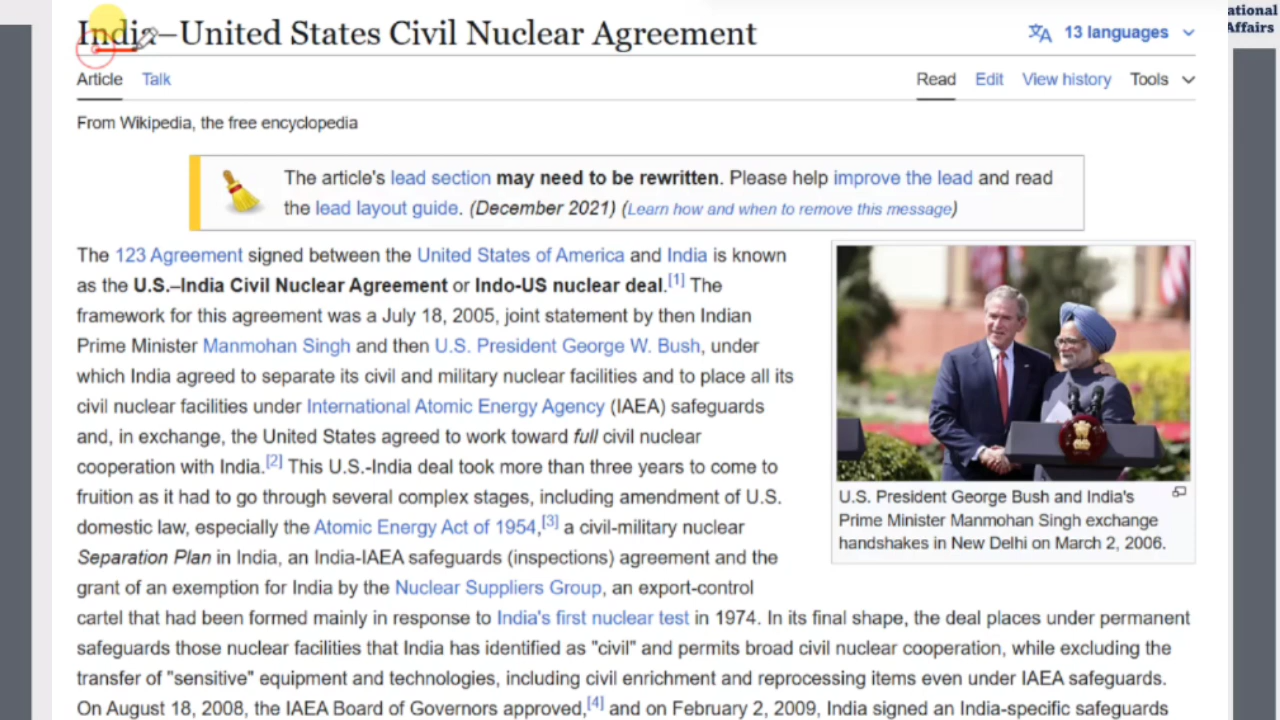 ational
Affairs
India–United States Civil Nuclear Agreement
13 languages
Article Talk Read Edit View history Tools
From Wikipedia, the free encyclopedia
The article's lead section may need to be rewritten. Please help improve the lead and read
the lead layout guide. (December 2021) (Learn how and when to remove this message)
The 123 Agreement signed between the United States of America and India is known
as the U.S.–India Civil Nuclear Agreement or Indo-US nuclear deal.[1] The
framework for this agreement was a July 18, 2005, joint statement by then Indian
Prime Minister Manmohan Singh and then U.S. President George W. Bush, under
which India agreed to separate its civil and military nuclear facilities and to place all its
civil nuclear facilities under International Atomic Energy Agency (IAEA) safeguards
and, in exchange, the United States agreed to work toward full civil nuclear
cooperation with India.[2] This U.S.-India deal took more than three years to come to
fruition as it had to go through several complex stages, including amendment of U.S.
domestic law, especially the Atomic Energy Act of 1954,[3] a civil-military nuclear
Separation Plan in India, an India-IAEA safeguards (inspections) agreement and the
grant of an exemption for India by the Nuclear Suppliers Group, an export-control
cartel that had been formed mainly in response to India's first nuclear test in 1974. In its final shape, the deal places under permanent
safeguards those nuclear facilities that India has identified as "civil" and permits broad civil nuclear cooperation, while excluding the
transfer of "sensitive" equipment and technologies, including civil enrichment and reprocessing items even under IAEA safeguards.
On August 18, 2008, the IAEA Board of Governors approved,[4] and on February 2, 2009, India signed an India-specific safeguards
U.S. President George Bush and India's
Prime Minister Manmohan Singh exchange
handshakes in New Delhi on March 2, 2006.